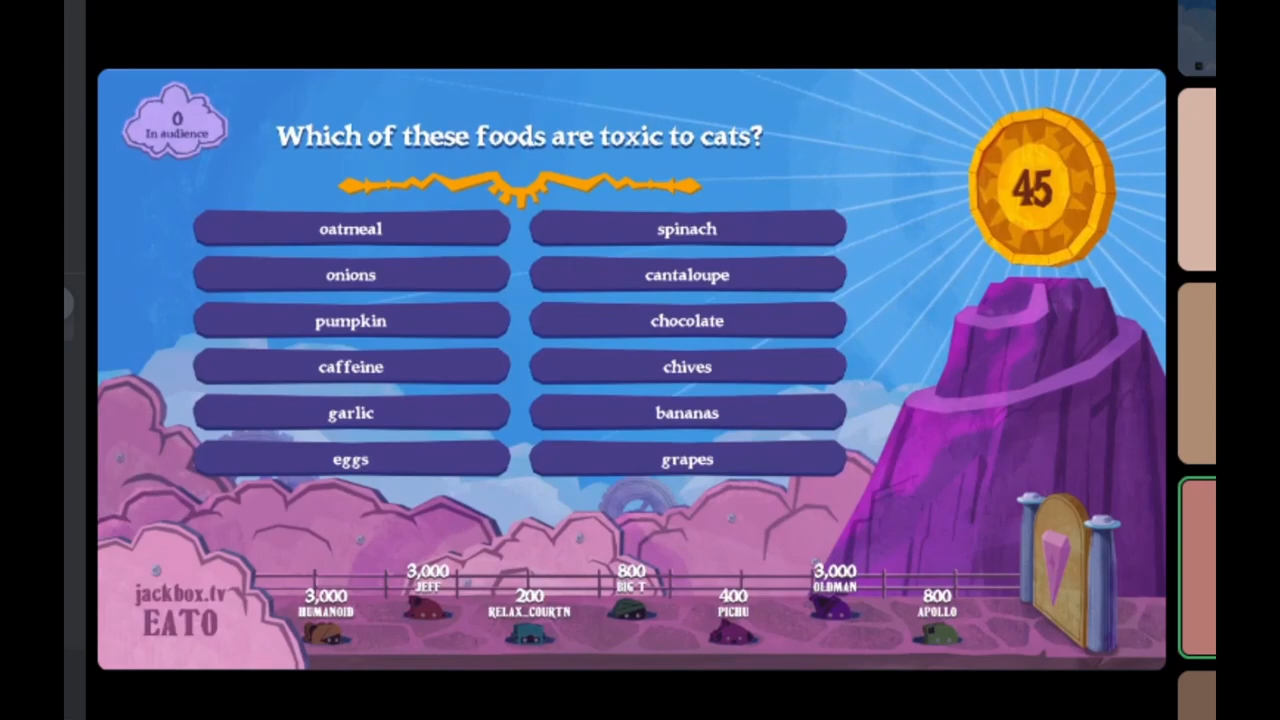 0
In audience
Which of these foods are toxic to cats?
45
oatmeal
spinach
onions
cantaloupe
pumpkin
chocolate
caffeine
chives
garlic
bananas
eggs
grapes
jackbox.tv
EATO
3,000
HUMANOID
3,000
JEFF
200
RELAX_COURTN
800
BIG T
400
PICHU
3,000
OLDMAN
800
APOLLO